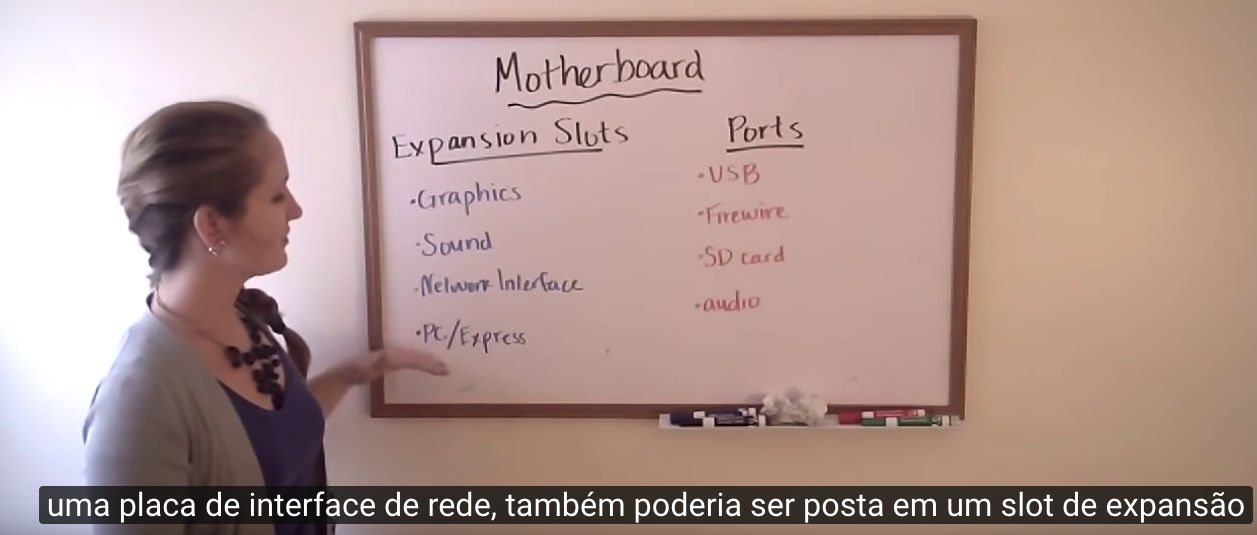 Motherboard
Expansion Slots
•Graphics
•Sound
•Network Interface
•PC/Express
Ports
•USB
•Firewire
•SD card
•audio
uma placa de interface de rede, também poderia ser posta em um slot de expansão